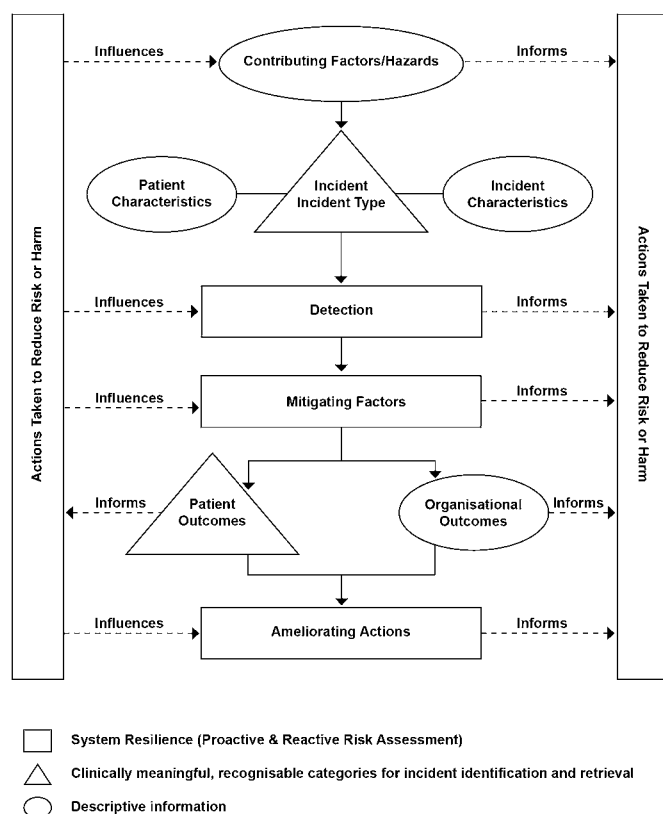 Influences
Contributing Factors/Hazards
Informs
Patient
Characteristics
Incident
Incident Type
Incident
Characteristics
Actions Taken to Reduce Risk or Harm
Actions Taken to Reduce Risk or Harm
Influences
Detection
Informs
Influences
Mitigating Factors
Informs
Informs
Patient
Outcomes
Organisational
Outcomes
Informs
Influences
Ameliorating Actions
Informs
System Resilience (Proactive & Reactive Risk Assessment)
Clinically meaningful, recognisable categories for incident identification and retrieval
Descriptive information